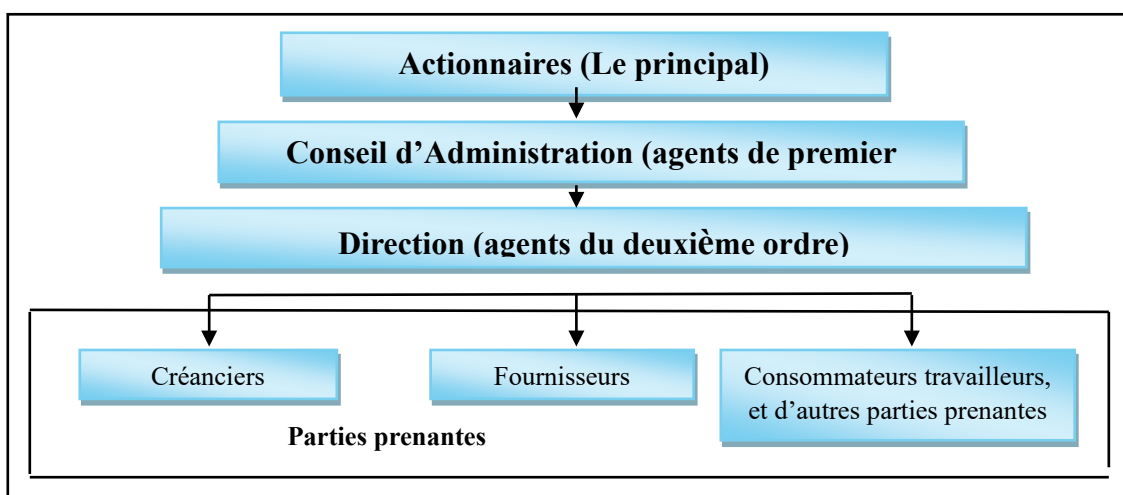 Actionnaires (Le principal)
Conseil d’Administration (agents de premier
Direction (agents du deuxième ordre)
Créanciers
Fournisseurs
Consommateurs travailleurs,
et d’autres parties prenantes
Parties prenantes